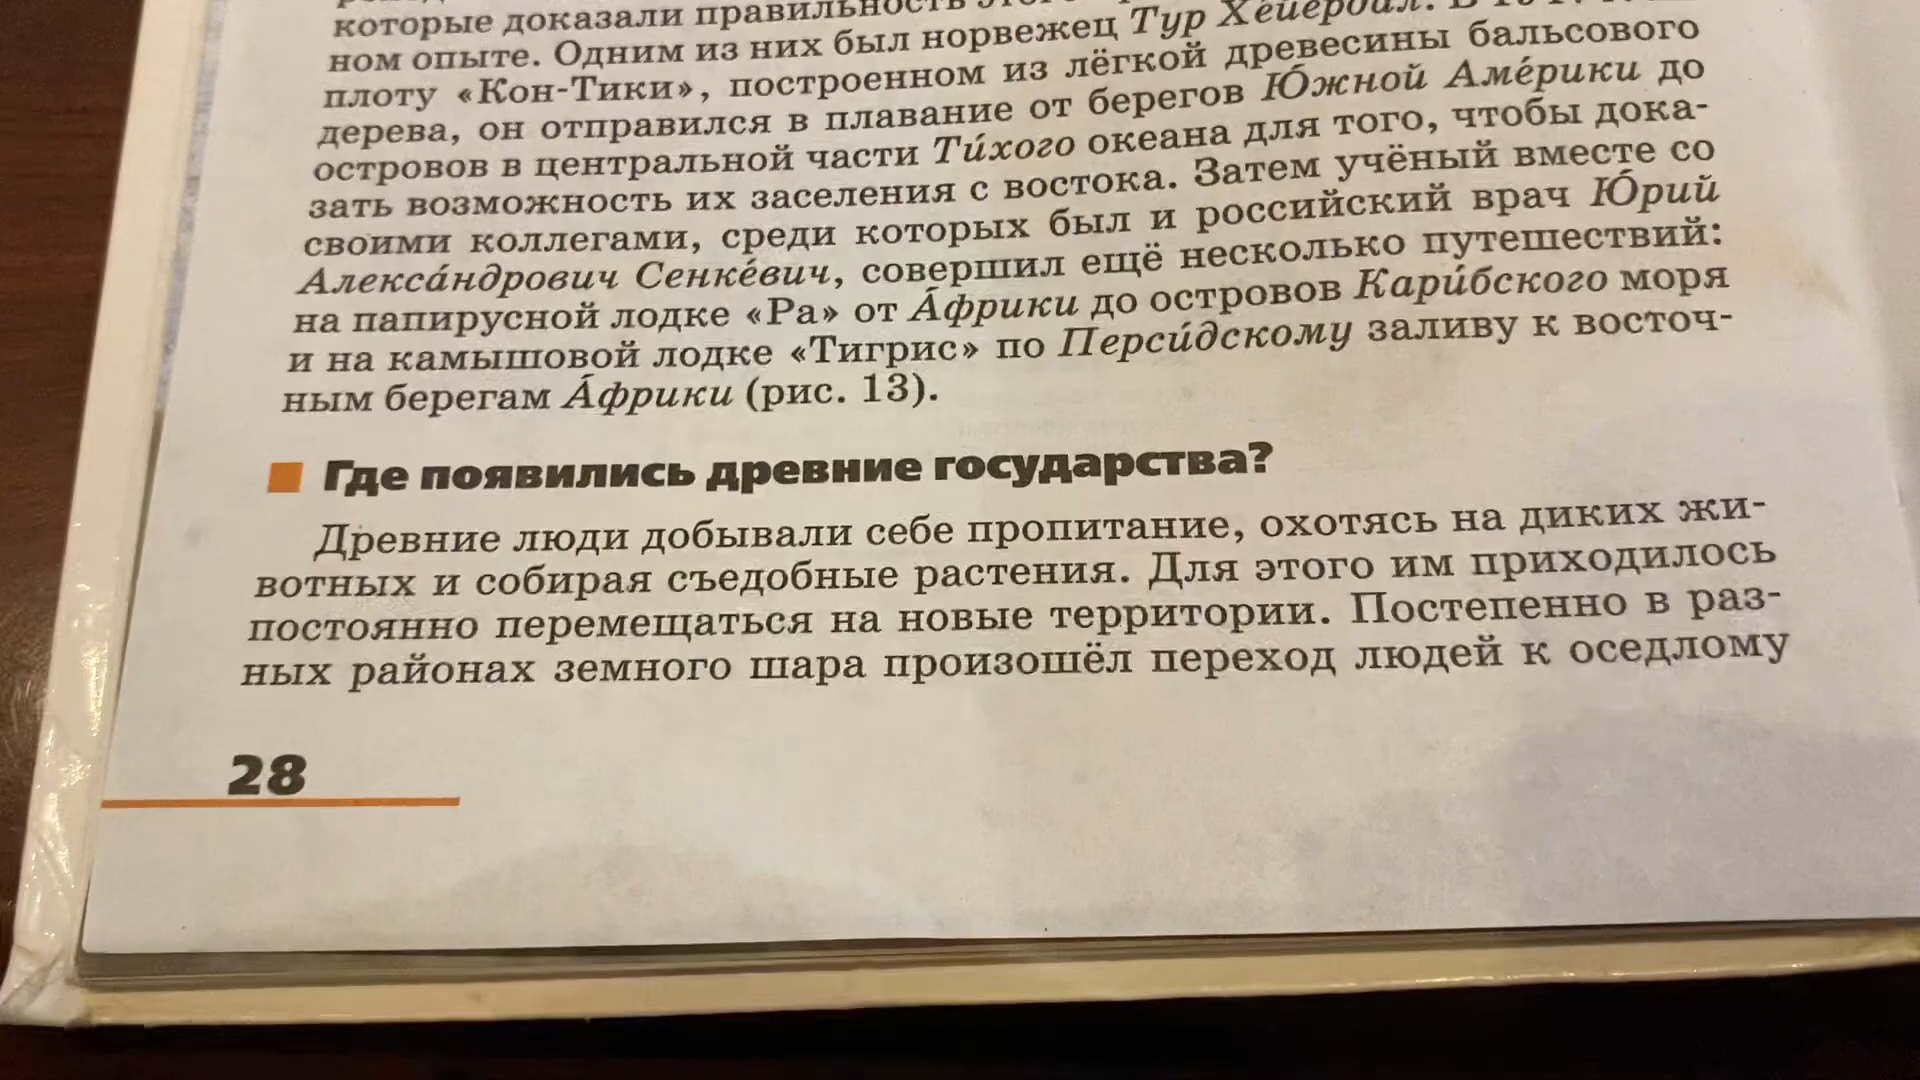 которые доказали правильность
ном опыте. Одним из них был норвежец Тур Хейердал.
плоту «Кон-Тики», построенном из лёгкой древесины бальсового
дерева, он отправился в плавание от берегов Ю́жной Аме́рики до
островов в центральной части Ти́хого океана для того, чтобы дока-
зать возможность их заселения с востока. Затем учёный вместе со
своими коллегами, среди которых был и российский врач Ю́рий
Алекса́ндрович Сенке́вич, совершил ещё несколько путешествий:
на папирусной лодке «Ра» от А́фрики до островов Кари́бского моря
и на камышовой лодке «Тигрис» по Перси́дскому заливу к восточ-
ным берегам А́фрики (рис. 13).
Где появились древние государства?
Древние люди добывали себе пропитание, охотясь на диких жи-
вотных и собирая съедобные растения. Для этого им приходилось
постоянно перемещаться на новые территории. Постепенно в раз-
ных районах земного шара произошёл переход людей к оседлому
28